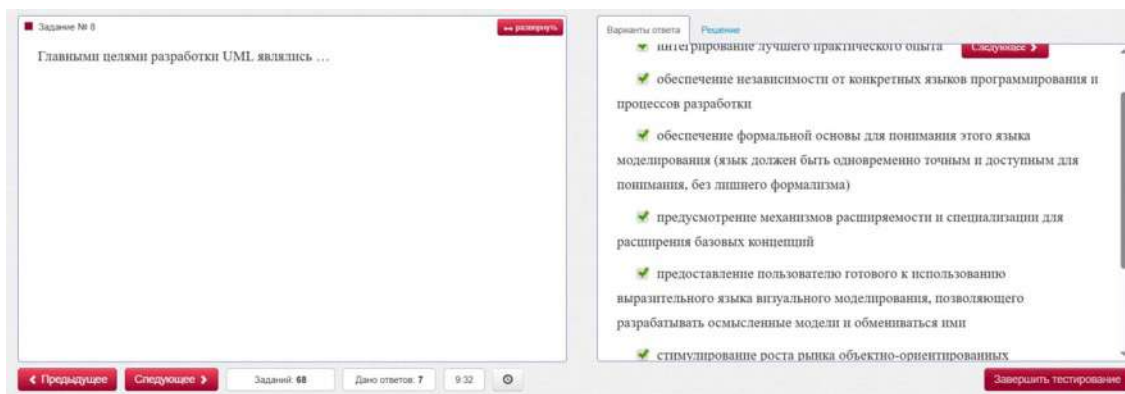 Задание № 8
развернуть
Главными целями разработки UML являлись …
Варианты ответа
Решение
интегрирование лучшего практического опыта
Следующее
обеспечение независимости от конкретных языков программирования и
процессов разработки
обеспечение формальной основы для понимания этого языка
моделирования (язык должен быть одновременно точным и доступным для
понимания, без лишнего формализма)
предусмотрение механизмов расширяемости и специализации для
расширения базовых концепций
предоставление пользователю готового к использованию
выразительного языка визуального моделирования, позволяющего
разрабатывать осмысленные модели и обмениваться ими
стимулирование роста рынка объектно-ориентированных
Предыдущее
Следующее
Заданий: 68
Дано ответов: 7
9:32
Завершить тестирование